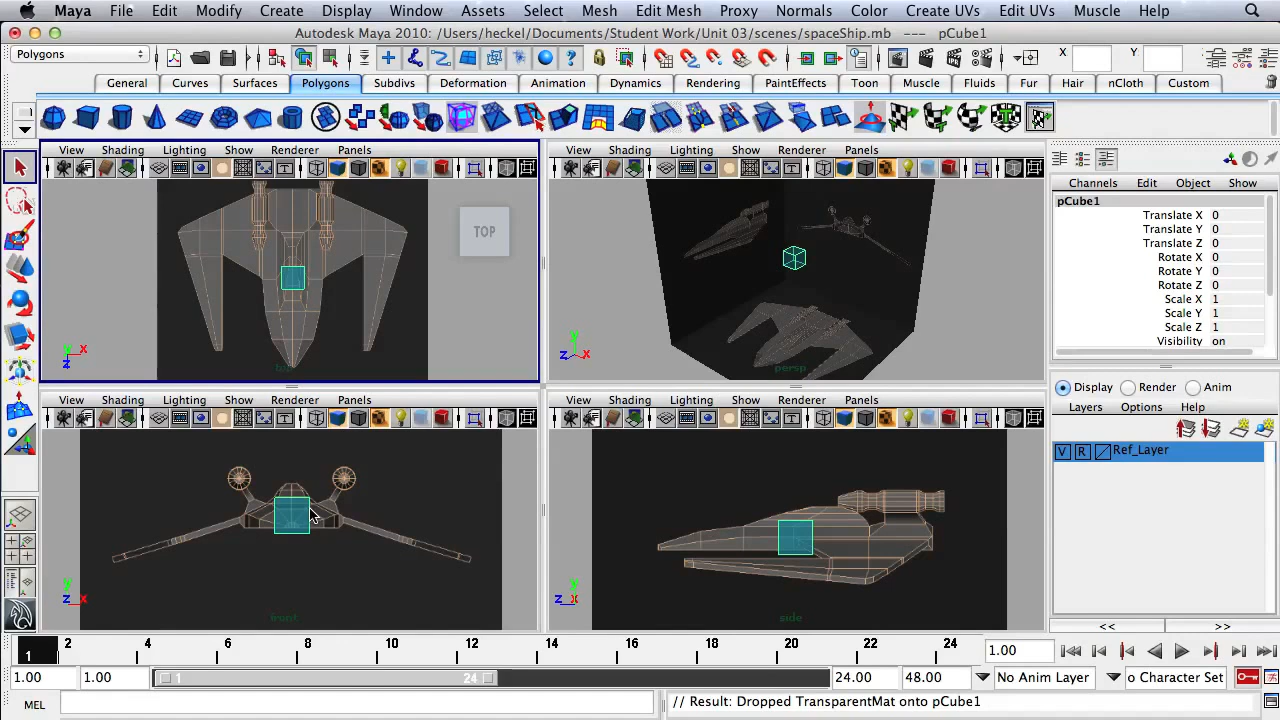 Maya File Edit Modify Create Display Window Assets Select Mesh Edit Mesh Proxy Normals Color Create UVs Edit UVs Muscle Help
Autodesk Maya 2010: /Users/heckel/Documents/Student Work/Unit 03/scenes/spaceShip.mb --- pCube1
Polygons X Y
General Curves Surfaces Polygons Subdivs Deformation Animation Dynamics Rendering PaintEffects Toon Muscle Fluids Fur Hair nCloth Custom
View Shading Lighting Show Renderer Panels
TOP
y x
z
top
View Shading Lighting Show Renderer Panels
y
z x
persp
View Shading Lighting Show Renderer Panels
y
z x
front
View Shading Lighting Show Renderer Panels
y
z x
side
Channels Edit Object Show
pCube1
Translate X 0
Translate Y 0
Translate Z 0
Rotate X 0
Rotate Y 0
Rotate Z 0
Scale X 1
Scale Y 1
Scale Z 1
Visibility on
Display Render Anim
Layers Options Help
V R Ref_Layer
<< >>
1 2 4 6 8 10 12 14 16 18 20 22 24 1.00
1.00 1.00 1 24 24.00 48.00 No Anim Layer o Character Set
MEL // Result: Dropped TransparentMat onto pCube1